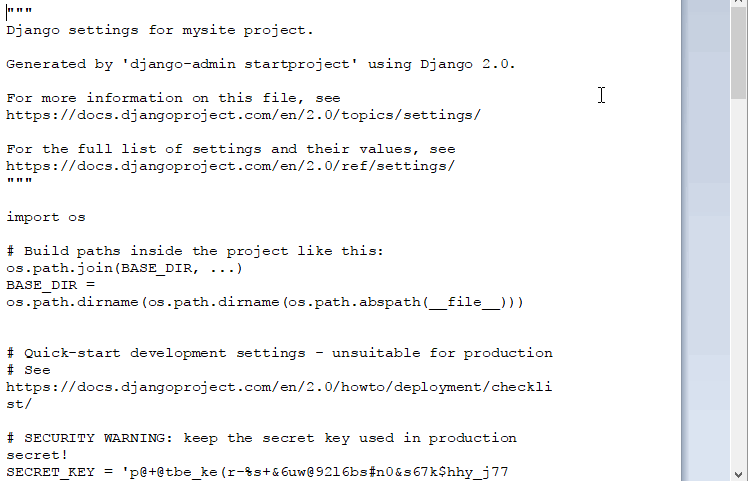 """
Django settings for mysite project.
Generated by 'django-admin startproject' using Django 2.0.
For more information on this file, see
https://docs.djangoproject.com/en/2.0/topics/settings/
For the full list of settings and their values, see
https://docs.djangoproject.com/en/2.0/ref/settings/
"""
import os
# Build paths inside the project like this:
os.path.join(BASE_DIR, ...)
BASE_DIR =
os.path.dirname(os.path.dirname(os.path.abspath(__file__)))
# Quick-start development settings - unsuitable for production
# See
https://docs.djangoproject.com/en/2.0/howto/deployment/checkli
st/
# SECURITY WARNING: keep the secret key used in production
secret!
SECRET_KEY = 'p@+@tbe_ke(r-%s+&6uw@92l6bs#n0&s67k$hhy_j77